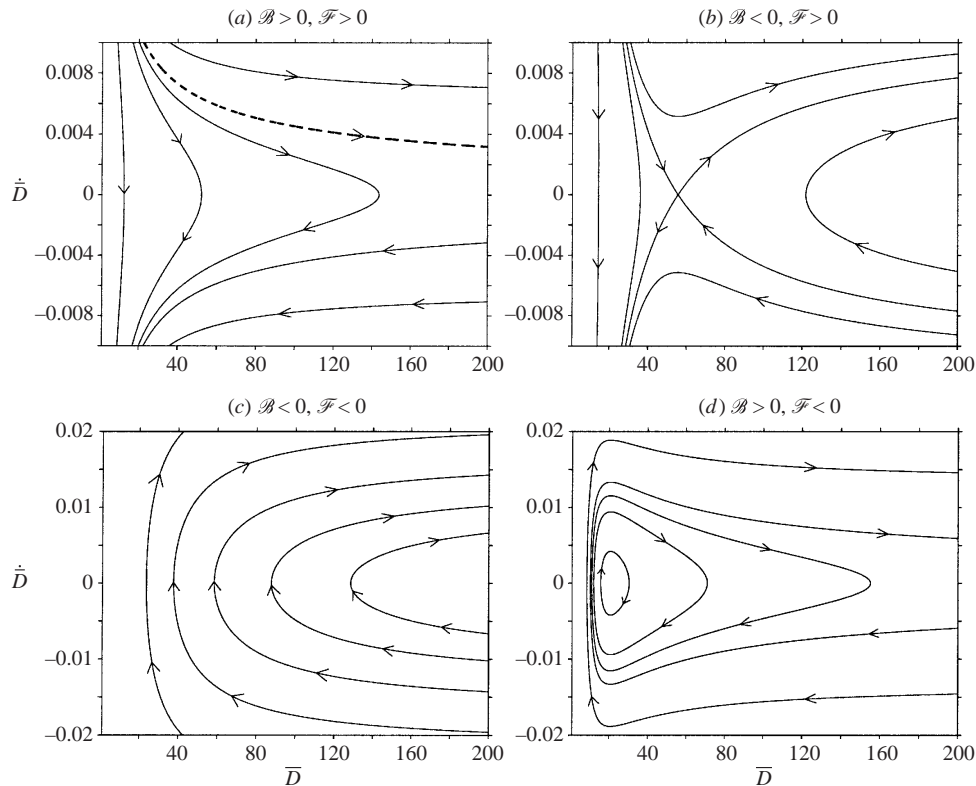 (a) ℬ > 0, ℱ > 0
(b) ℬ < 0, ℱ > 0
0.008
0.004
0
–0.004
–0.008
D̿̇
40 80 120 160 200
0.008
0.004
0
–0.004
–0.008
40 80 120 160 200
(c) ℬ < 0, ℱ < 0
(d) ℬ > 0, ℱ < 0
0.02
0.01
0
–0.01
–0.02
D̿̇
40 80 120 160 200
D̅
0.02
0.01
0
–0.01
–0.02
40 80 120 160 200
D̅